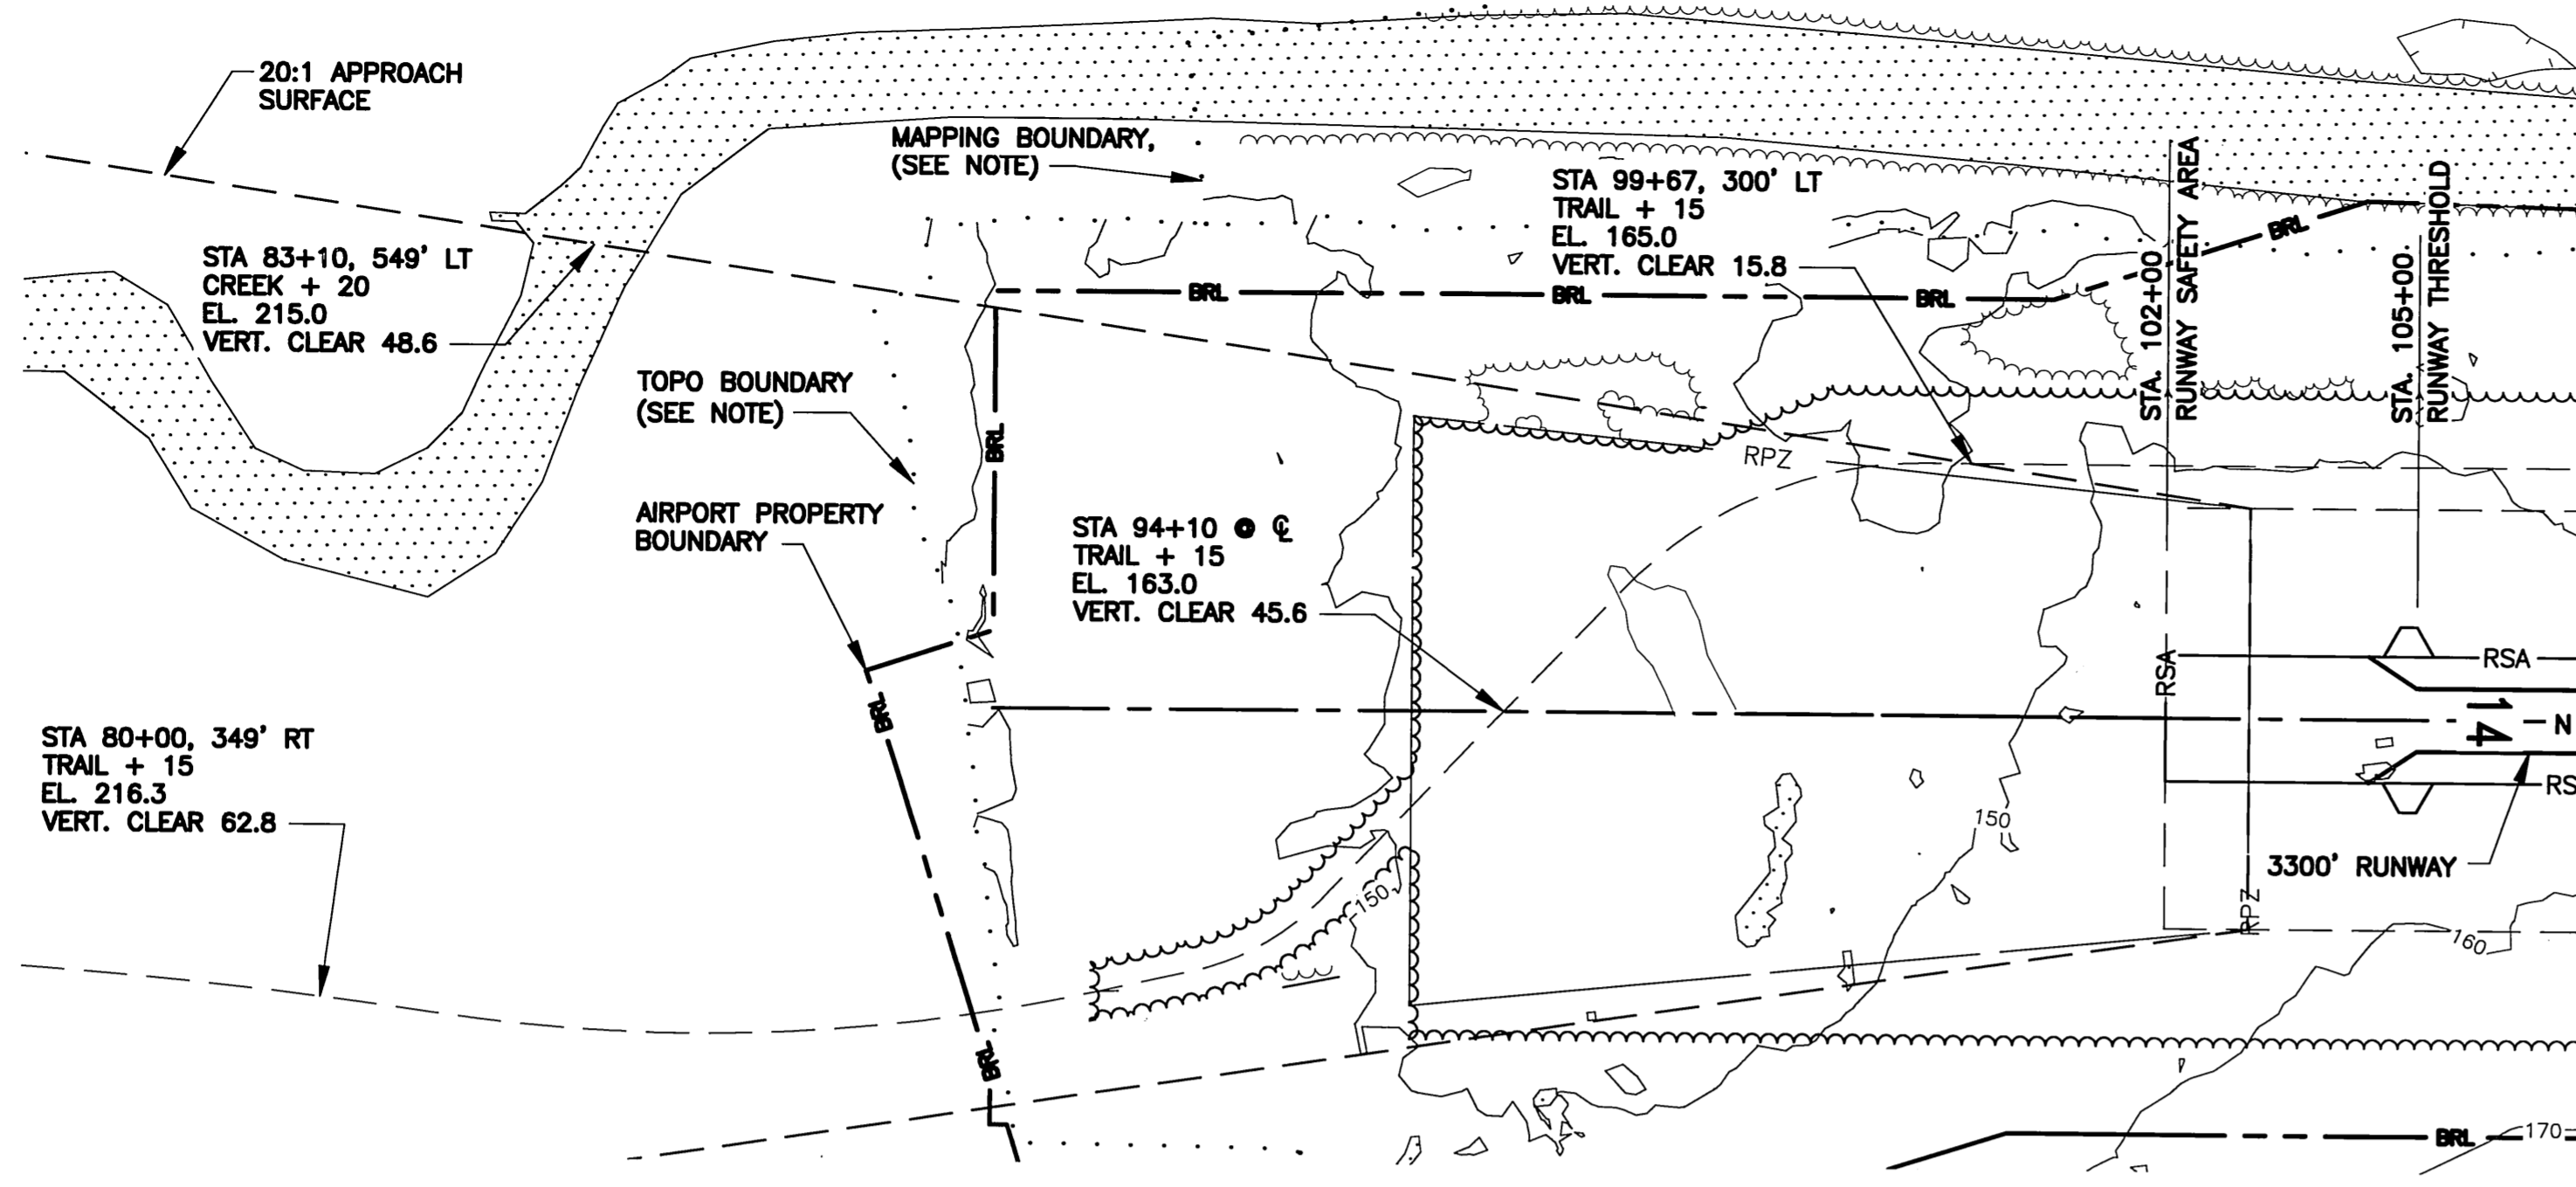 20:1 APPROACH
SURFACE
MAPPING BOUNDARY,
(SEE NOTE)
STA 99+67, 300' LT
TRAIL + 15
EL. 165.0
VERT. CLEAR 15.8
STA. 102+00
RUNWAY SAFETY AREA
STA. 105+00.
RUNWAY THRESHOLD
BRL
STA 83+10, 549' LT
CREEK + 20
EL. 215.0
VERT. CLEAR 48.6
BRL
BRL
BRL
TOPO BOUNDARY
(SEE NOTE)
BRL
RPZ
AIRPORT PROPERTY
BOUNDARY
STA 94+10 @ ℄
TRAIL + 15
EL. 163.0
VERT. CLEAR 45.6
RSA
RSA
BRL
14
N
STA 80+00, 349' RT
TRAIL + 15
EL. 216.3
VERT. CLEAR 62.8
RS
150
3300' RUNWAY
150
RPZ
160
BRL
BRL
170